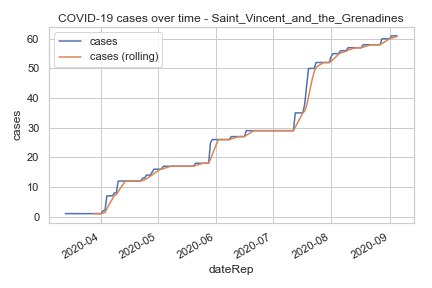 COVID-19 cases over time - Saint_Vincent_and_the_Grenadines
cases
cases (rolling)
cases
60
50
40
30
20
10
0
2020-04
2020-05
2020-06
2020-07
2020-08
2020-09
dateRep